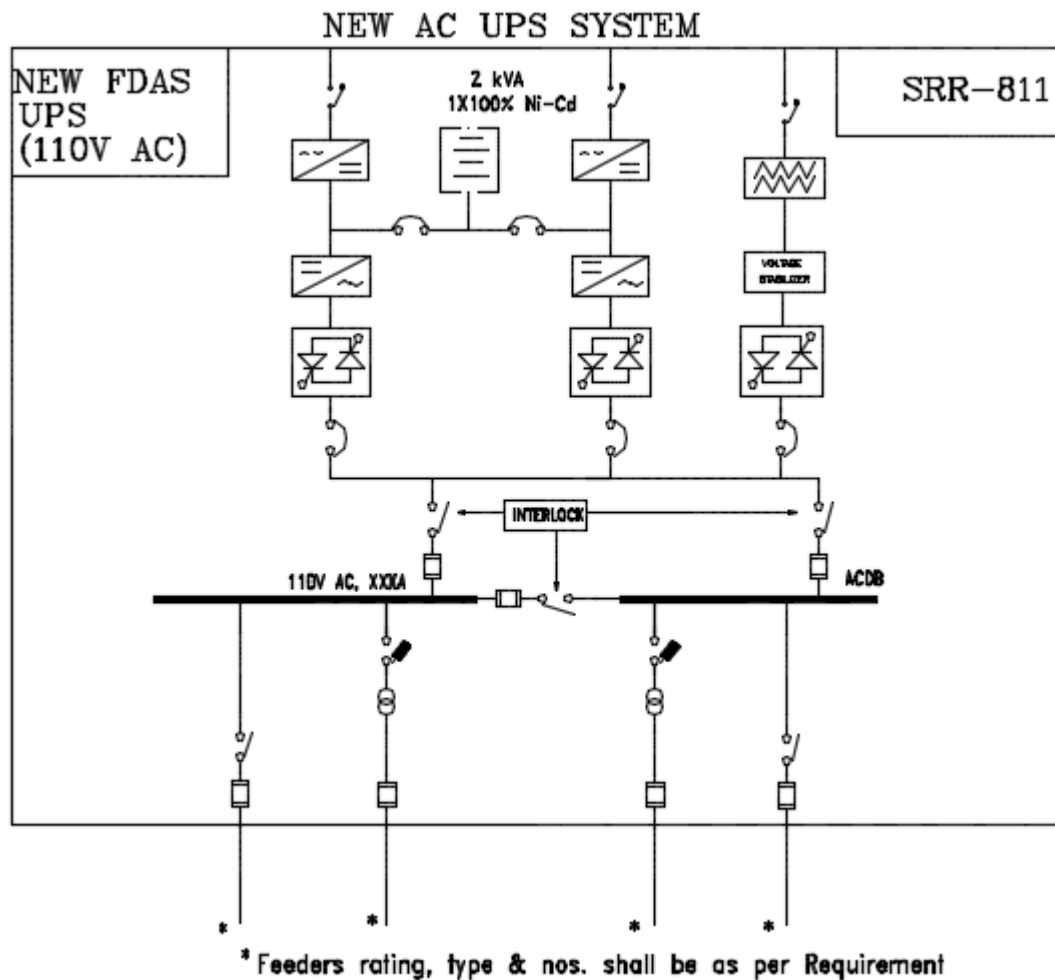 NEW AC UPS SYSTEM
NEW FDAS
UPS
(110V AC)
2 kVA
1X100% Ni-Cd
SRR-811
VOLTAGE
STABILIZER
INTERLOCK
110V AC, XXXA
ACDB
*
*
*
*
* Feeders rating, type & nos. shall be as per Requirement